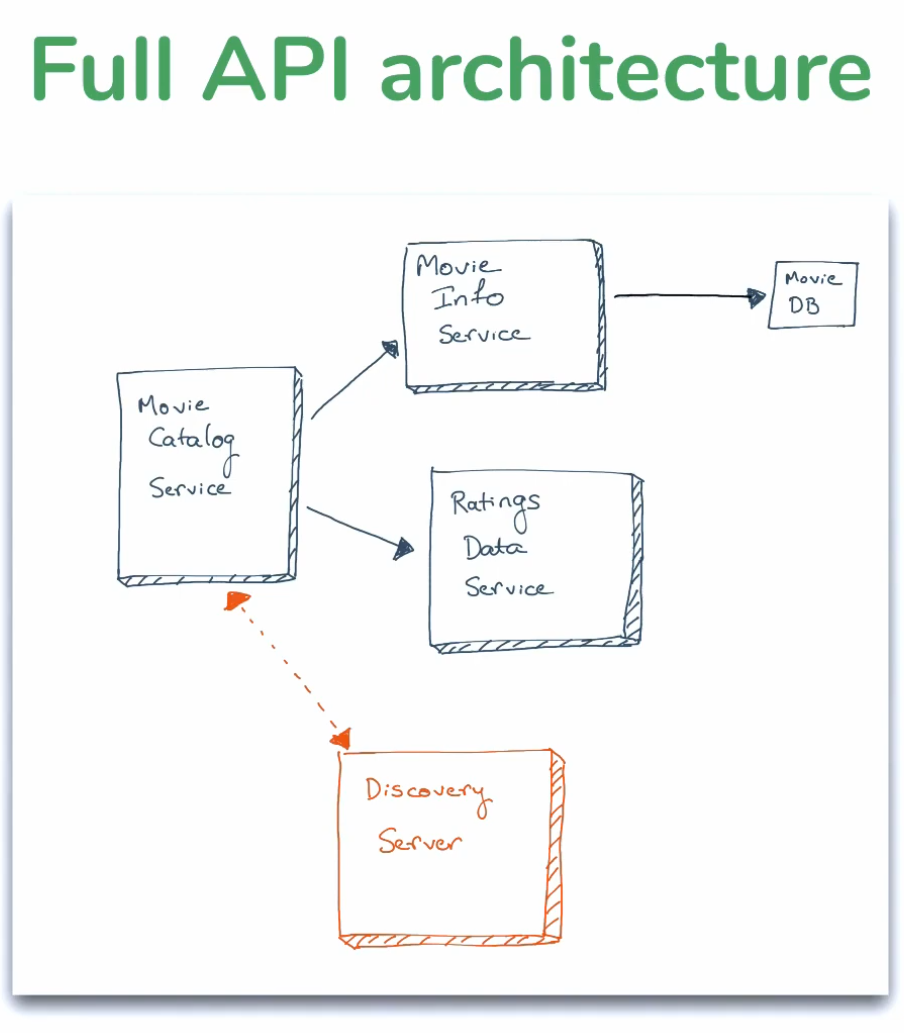 Full API architecture
Movie
Info
Service
Movie
DB
Movie
Catalog
Service
Ratings
Data
Service
Discovery
Server